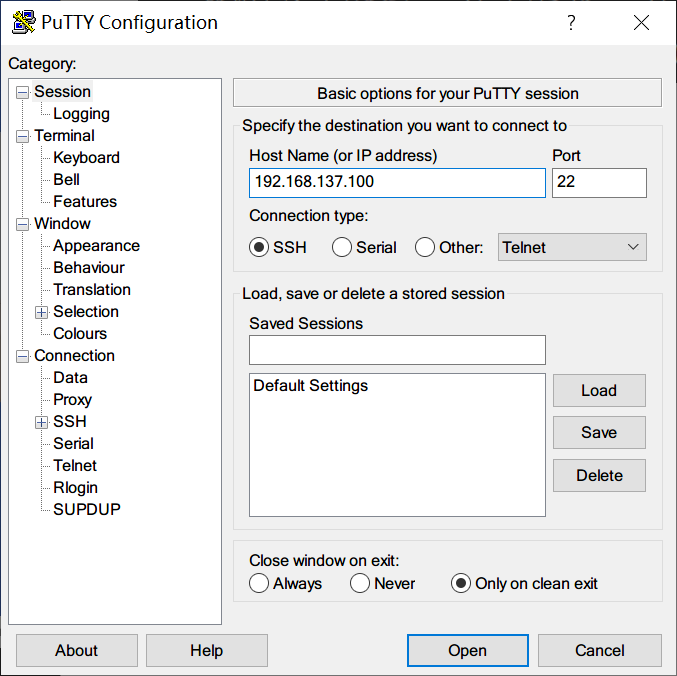 PuTTY Configuration
?
Category:
Session
Logging
Terminal
Keyboard
Bell
Features
Window
Appearance
Behaviour
Translation
Selection
Colours
Connection
Data
Proxy
SSH
Serial
Telnet
Rlogin
SUPDUP
Basic options for your PuTTY session
Specify the destination you want to connect to
Host Name (or IP address) Port
192.168.137.100 22
Connection type:
SSH Serial Other: Telnet
Load, save or delete a stored session
Saved Sessions
Default Settings
Load
Save
Delete
Close window on exit:
Always Never Only on clean exit
About Help Open Cancel